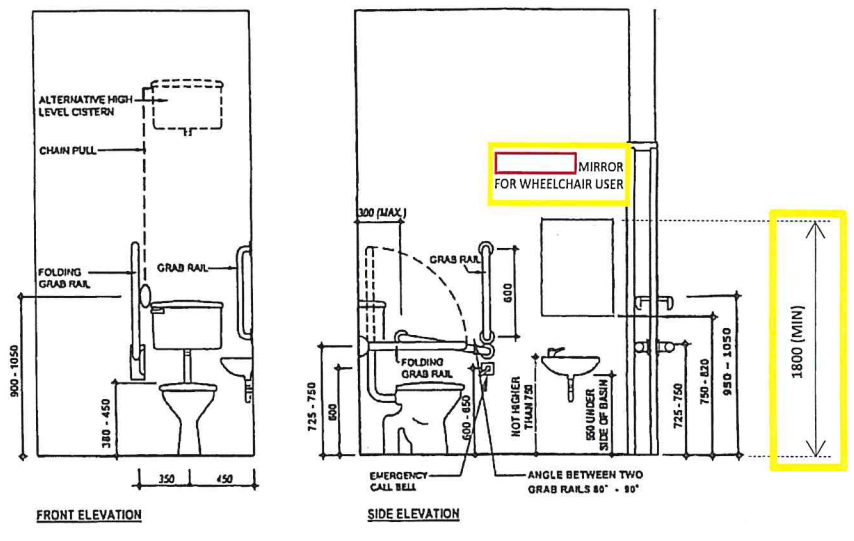 ALTERNATIVE HIGH
LEVEL CISTERN
CHAIN PULL
FOLDING
GRAB RAIL
GRAB RAIL
900 - 1050
380 - 450
350
450
FRONT ELEVATION
MIRROR
FOR WHEELCHAIR USER
300 (MAX.)
GRAB RAIL
600
FOLDING
GRAB RAIL
725 - 750
600
600 - 650
NOT HIGHER
THAN 750
550 UNDER
SIDE OF BASIN
725 - 750
750 - 820
950 - 1050
1800 (MIN)
EMERGENCY
CALL BELL
ANGLE BETWEEN TWO
GRAB RAILS 80° - 90°
SIDE ELEVATION